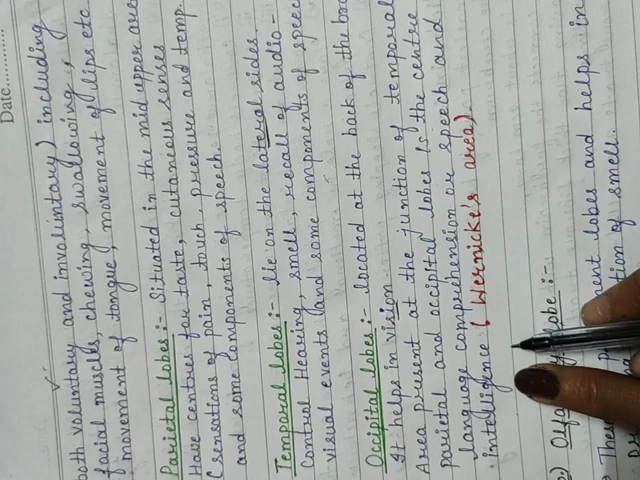 Date............
both voluntary and involuntary) including
facial muscles, chewing, swallowing,
movement of tongue, movement of lips etc
Parietal lobes:- Situated in the mid upper area
Have centres for taste, cutaneous senses
(sensations of pain, touch, pressure and temp.
and some components of speech.
Temporal lobes:- lie on the lateral sides.
Control Hearing, smell, recall of audio-
visual events and some components of speec
Occipital lobes:- located at the back of the bra
It helps in vision
Area present at the junction of temporal
parietal and occipital lobes is the centre
language comprehension or speech and
intelligence (Wernicke's area).
lobe:-
lobes and helps in
of smell.